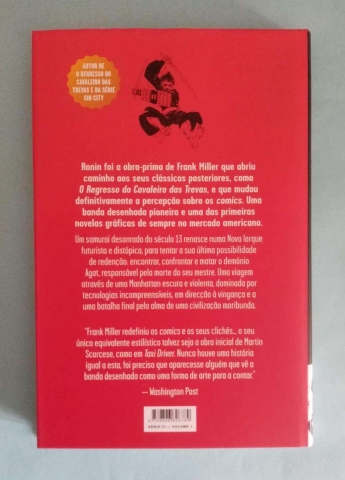 AUTOR DE
O REGRESSO DO
CAVALEIRO DAS
TREVAS E DA SÉRIE
SIN CITY
Ronin foi a obra-prima de Frank Miller que abriu
caminho aos seus clássicos posteriores, como
O Regresso do Cavaleiro das Trevas, e que mudou
definitivamente a percepção sobre os comics. Uma
banda desenhada pioneira e uma das primeiras
novelas gráficas de sempre no mercado americano.
Um samurai desonrado do século 13 renasce numa Nova Iorque
futurista e distópica, para tentar a sua última possibilidade
de redenção: encontrar, confrontar e matar o demónio
Agat, responsável pela morte do seu mestre. Uma viagem
através de uma Manhattan escura e violenta, dominada por
tecnologias incompreensíveis, em direcção à vingança e a
uma batalha final pela alma de uma civilização moribunda.
"Frank Miller redefiniu os comics e as seus clichés... o seu
único equivalente estilístico talvez seja a obra inicial de Martin
Scorcese, como em Taxi Driver. Nunca houve uma história
igual a esta, foi preciso que aparecesse alguém que vê a
banda desenhada como uma forma de arte para a contar."
— Washington Post